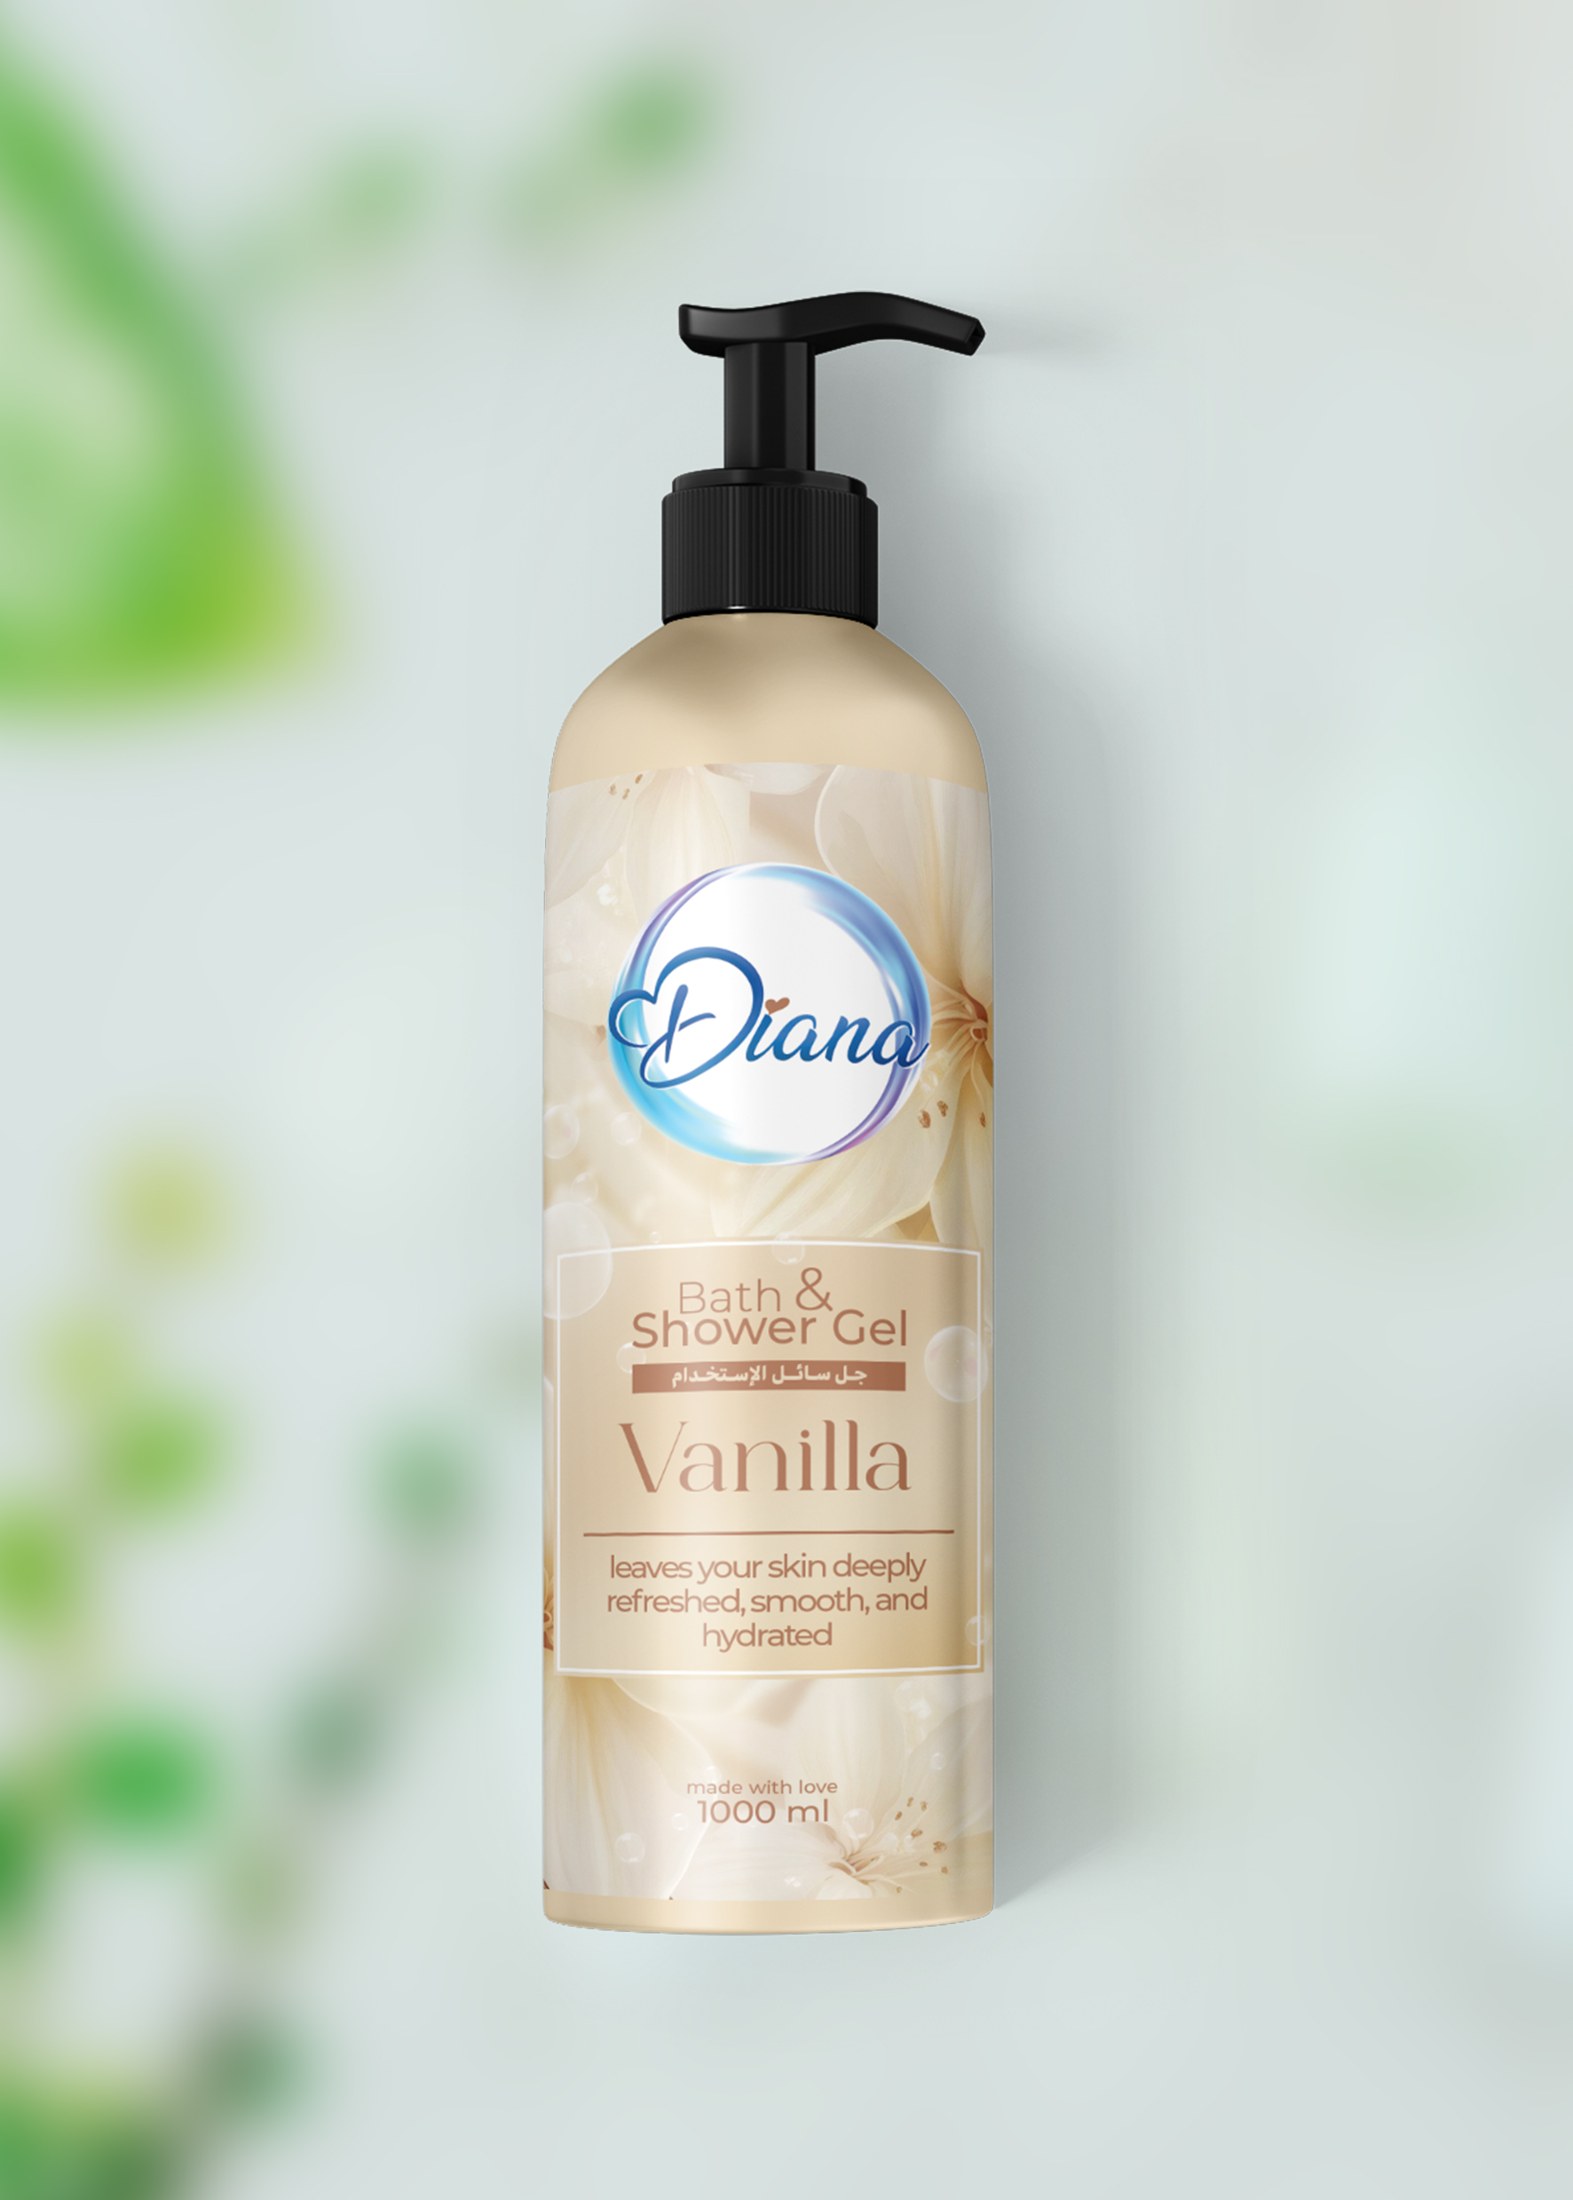 Diana
Bath &
Shower Gel
جل سائل الإستخدام
Vanilla
leaves your skin deeply
refreshed, smooth, and
hydrated
made with love
1000 ml